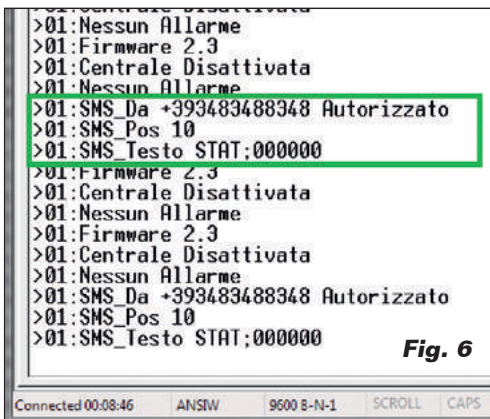 >01:Nessun Allarme
>01:Firmware 2.3
>01:Centrale Disattivata
>01:Nessun Allarme
>01:SMS_Da +393483488348 Autorizzato
>01:SMS_Pos 10
>01:SMS_Testo STAT;000000
>01:Firmware 2.3
>01:Centrale Disattivata
>01:Nessun Allarme
>01:Firmware 2.3
>01:Centrale Disattivata
>01:Nessun Allarme
>01:SMS_Da +393483488348 Autorizzato
>01:SMS_Pos 10
>01:SMS_Testo STAT;000000
Fig. 6
Connected 00:08:46 ANSIW 9600 8-N-1 SCROLL CAPS